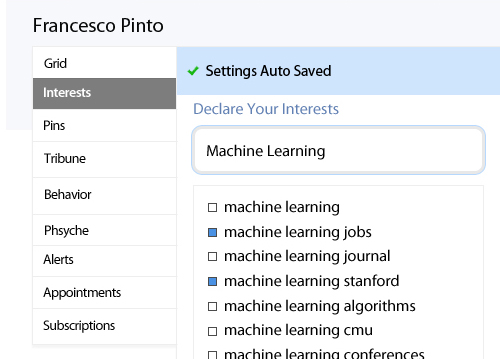 Francesco Pinto
Grid
Interests
Pins
Tribune
Behavior
Phsyche
Alerts
Appointments
Subscriptions
Settings Auto Saved
Declare Your Interests
Machine Learning
machine learning
machine learning jobs
machine learning journal
machine learning stanford
machine learning algorithms
machine learning cmu
machine learning conferences